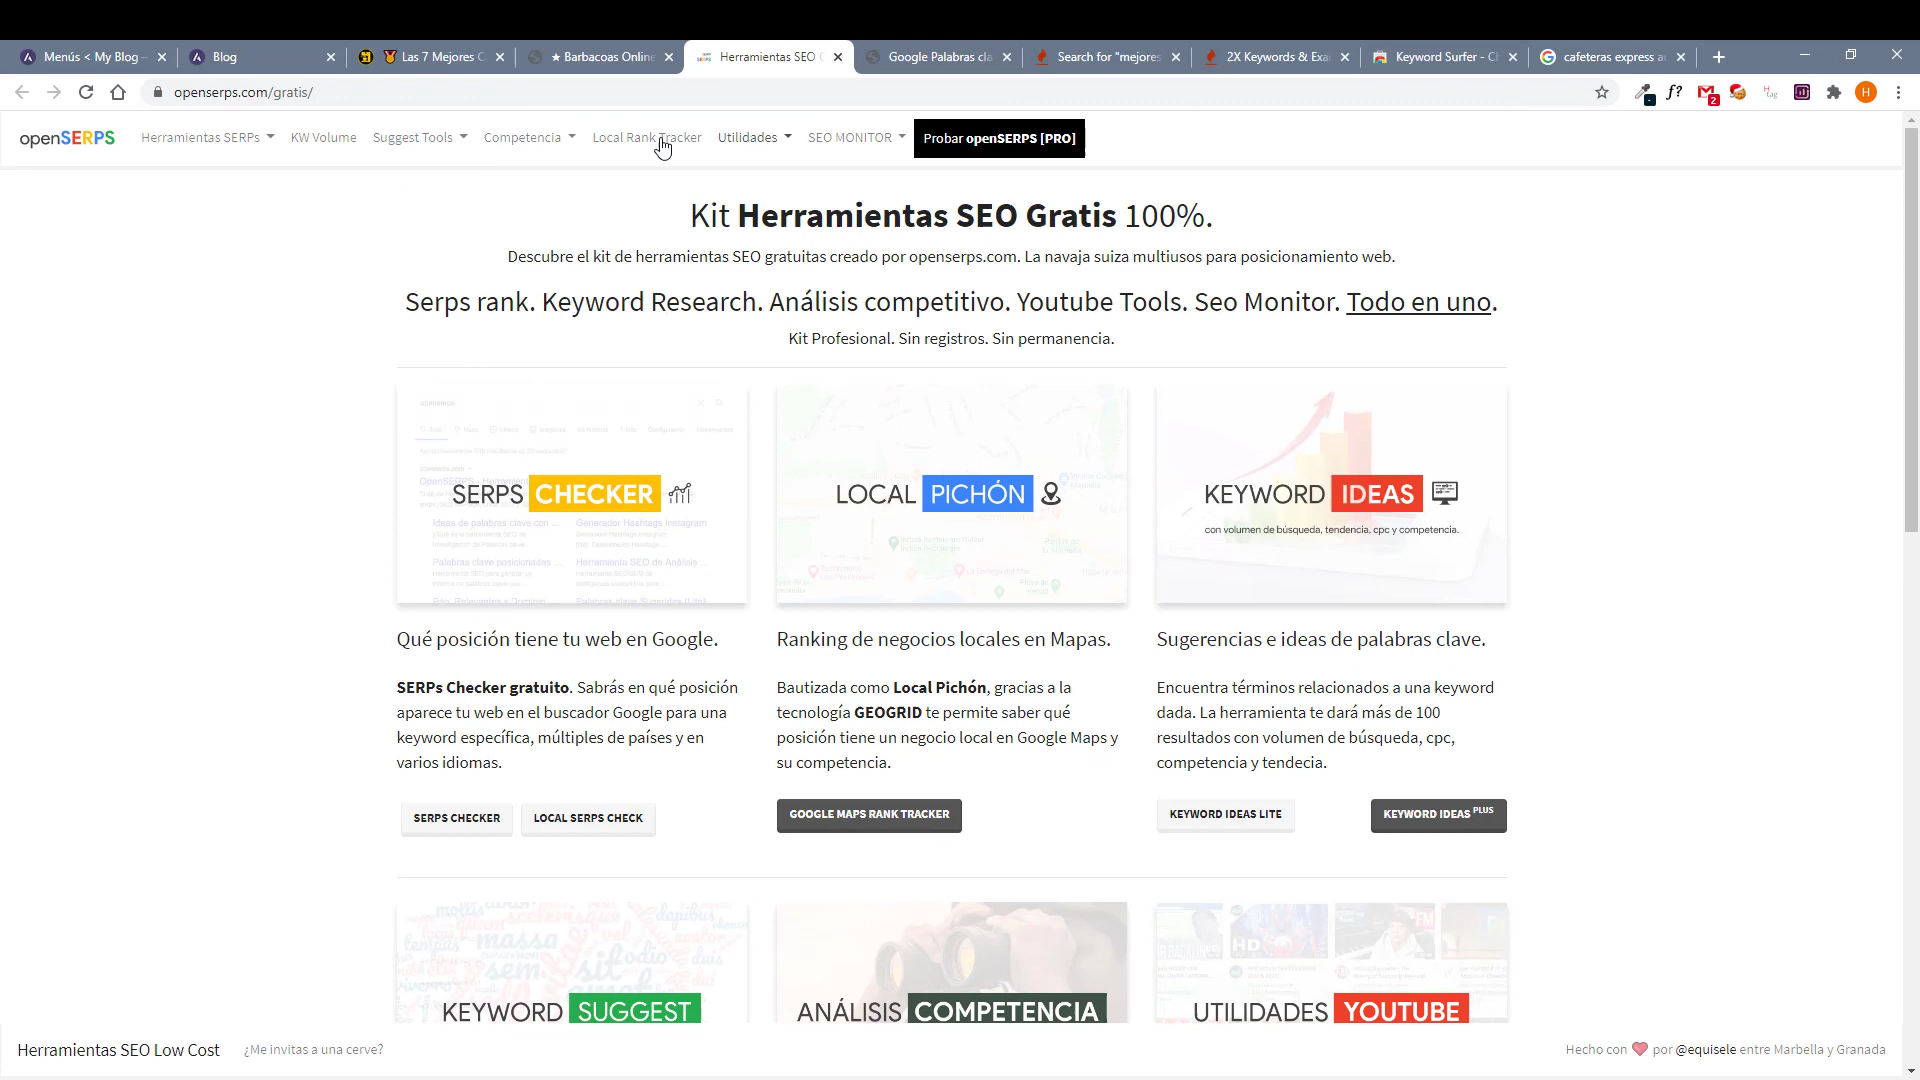 Menús < My Blog –
Blog
Las 7 Mejores C
★ Barbacoas Online
Herramientas SEO G
Google Palabras cla
Search for "mejores
2X Keywords & Exa
Keyword Surfer - Ch
cafeteras express a
openserps.com/gratis/
f?
2
H
tag
H
openSERPS
Herramientas SERPs
KW Volume
Suggest Tools
Competencia
Local Rank Tracker
Utilidades
SEO MONITOR
Probar openSERPS [PRO]
Kit Herramientas SEO Gratis 100%.
Descubre el kit de herramientas SEO gratuitas creado por openserps.com. La navaja suiza multiusos para posicionamiento web.
Serps rank. Keyword Research. Análisis competitivo. Youtube Tools. Seo Monitor. Todo en uno.
Kit Profesional. Sin registros. Sin permanencia.
SERPS CHECKER
LOCAL PICHÓN
KEYWORD IDEAS
con volumen de búsqueda, tendencia, cpc y competencia.
Qué posición tiene tu web en Google.
Ranking de negocios locales en Mapas.
Sugerencias e ideas de palabras clave.
SERPs Checker gratuito. Sabrás en qué posición
aparece tu web en el buscador Google para una
keyword específica, múltiples de países y en
varios idiomas.
Bautizada como Local Pichón, gracias a la
tecnología GEOGRID te permite saber qué
posición tiene un negocio local en Google Maps y
su competencia.
Encuentra términos relacionados a una keyword
dada. La herramienta te dará más de 100
resultados con volumen de búsqueda, cpc,
competencia y tendecia.
SERPS CHECKER
LOCAL SERPS CHECK
GOOGLE MAPS RANK TRACKER
KEYWORD IDEAS LITE
KEYWORD IDEAS PLUS
KEYWORD SUGGEST
ANÁLISIS COMPETENCIA
UTILIDADES YOUTUBE
Herramientas SEO Low Cost
¿Me invitas a una cerve?
Hecho con ❤ por @equisele entre Marbella y Granada